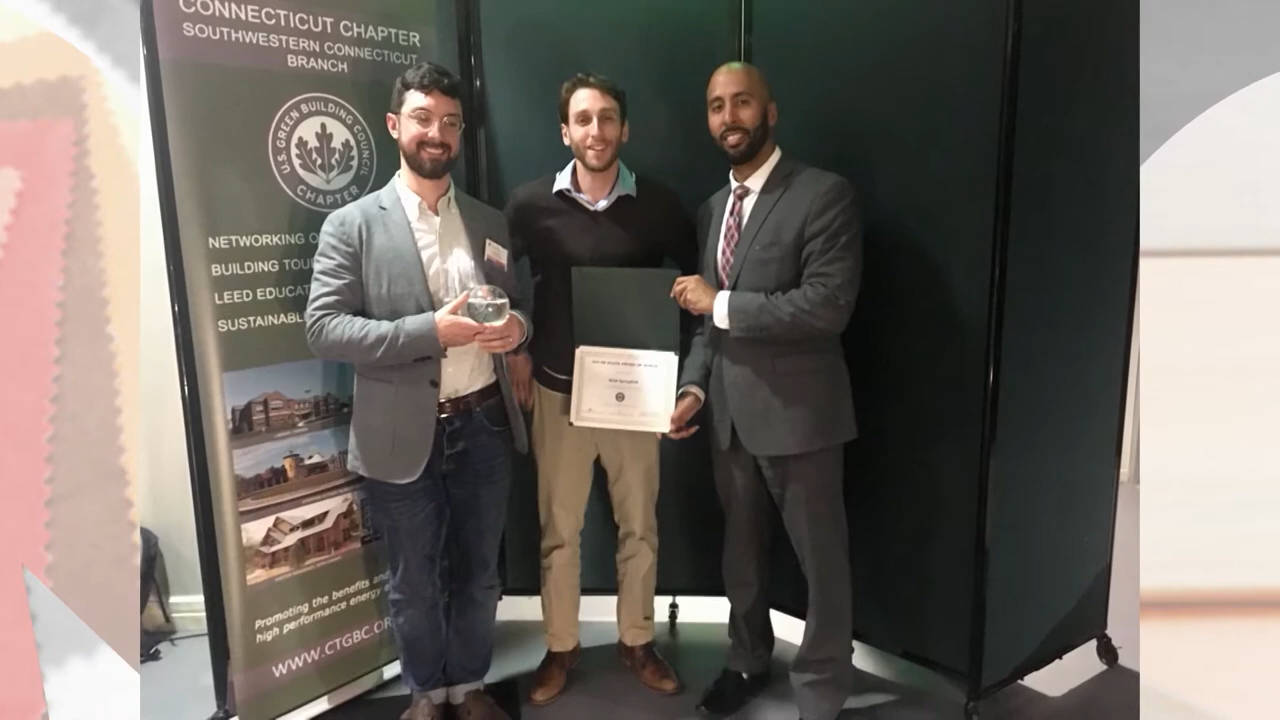 CONNECTICUT CHAPTER
SOUTHWESTERN CONNECTICUT
BRANCH
U.S. GREEN BUILDING COUNCIL
CHAPTER
NETWORKING O
BUILDING TOU
LEED EDUCAT
SUSTAINABL
Promoting the benefits and
high performance energy
WWW.CTGBC.OR